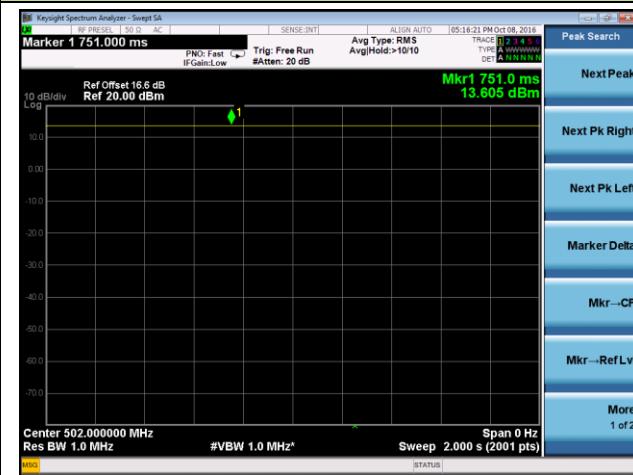 Keysight Spectrum Analyzer - Swept SA
RF PRESEL 50 Ω AC SENSE:INT ALIGN AUTO 05:16:21 PM Oct 08, 2016
Marker 1 751.000 ms
PNO: Fast
IFGain:Low
Trig: Free Run
#Atten: 20 dB
Avg Type: RMS
Avg|Hold:>10/10
TRACE 1 2 3 4 5 6
TYPE A WWWWW
DET A N N N N N
Peak Search
Ref Offset 16.6 dB
10 dB/div Ref 20.00 dBm
Log
Mkr1 751.0 ms
13.605 dBm
1
10.0
0.00
-10.0
-20.0
-30.0
-40.0
-50.0
-60.0
-70.0
Center 502.000000 MHz
Span 0 Hz
Res BW 1.0 MHz #VBW 1.0 MHz* Sweep 2.000 s (2001 pts)
MSG STATUS
Next Peak
Next Pk Right
Next Pk Left
Marker Delta
Mkr→CF
Mkr→Ref Lv
More
1 of 2